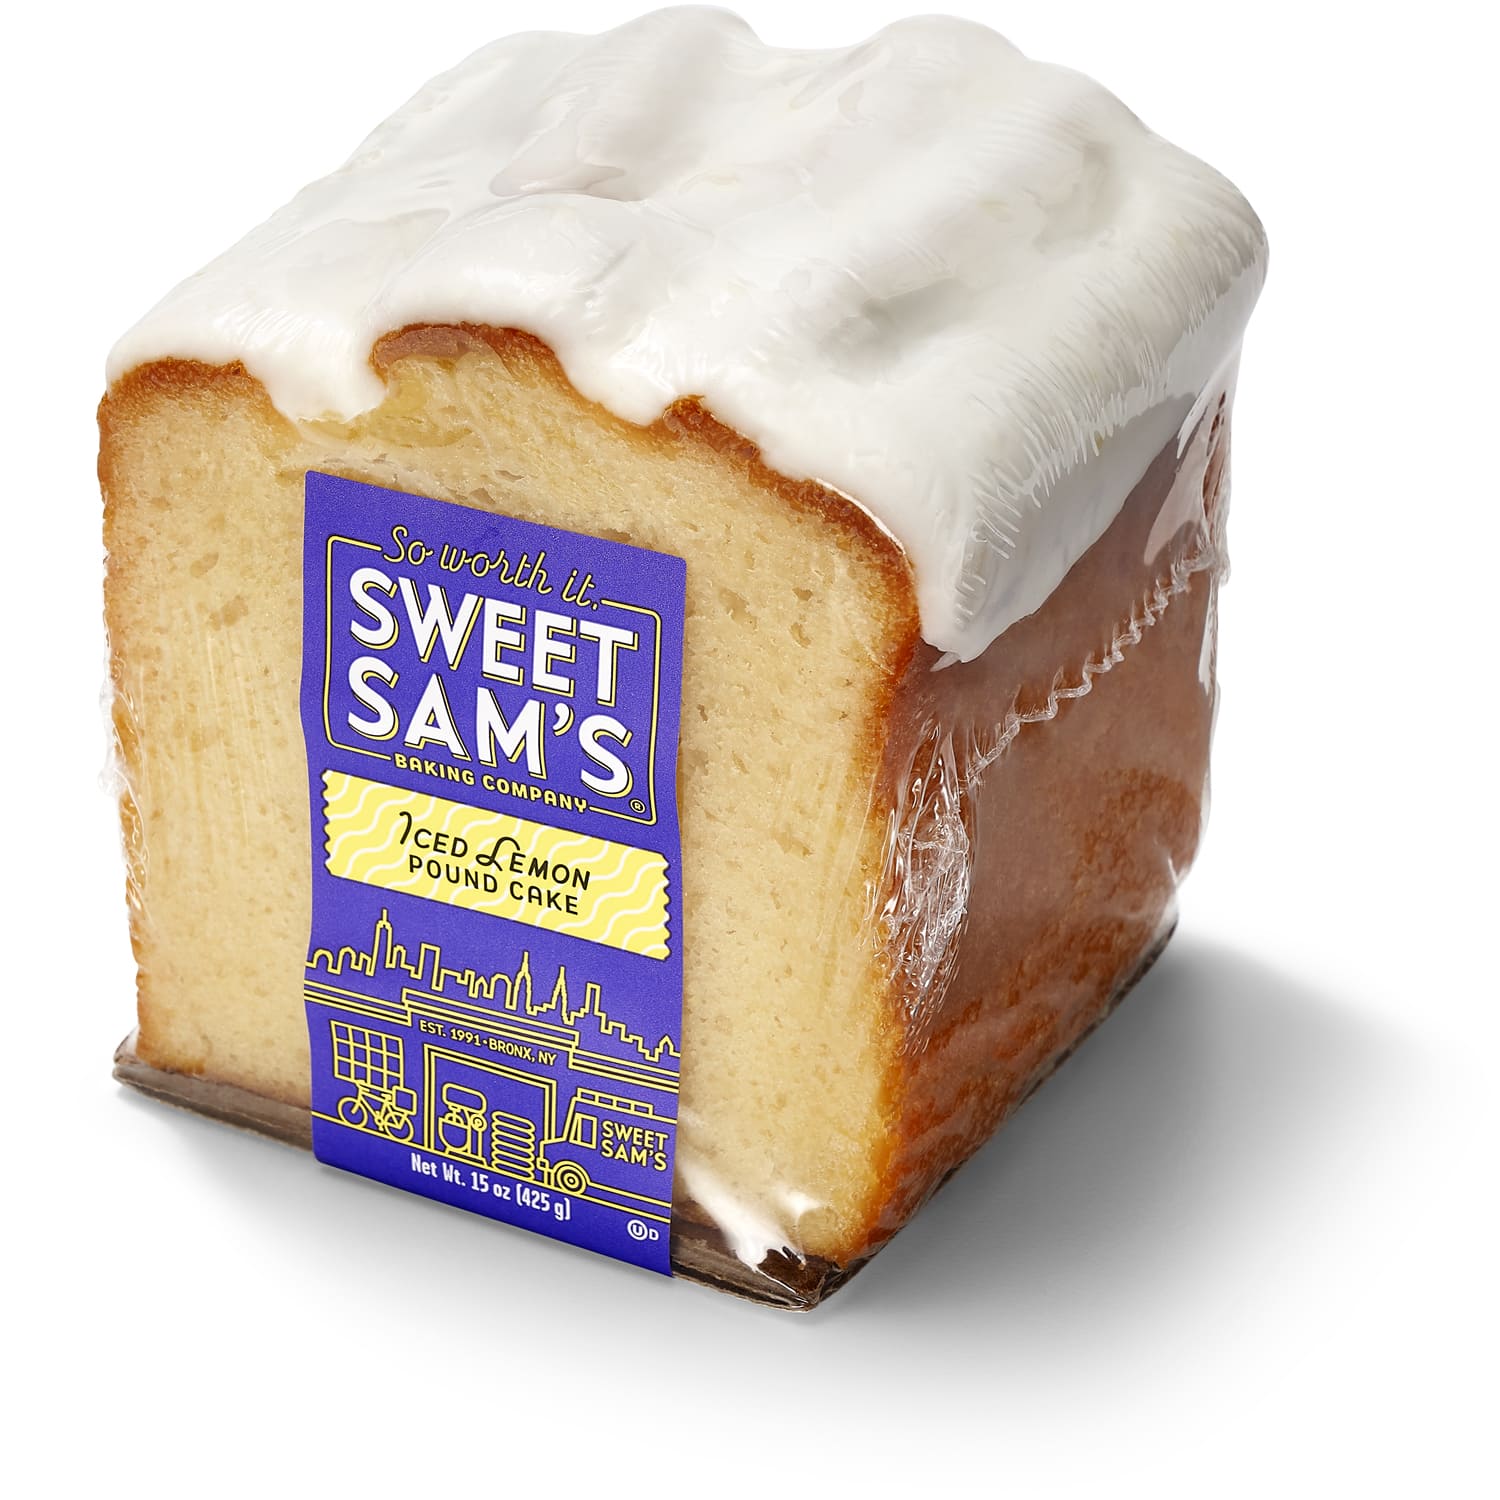 So worth it.
SWEET
SAM'S
BAKING COMPANY
®
ICED LEMON
POUND CAKE
EST. 1991 • BRONX, NY
SWEET
SAM'S
Net Wt. 15 oz (425 g)
UD